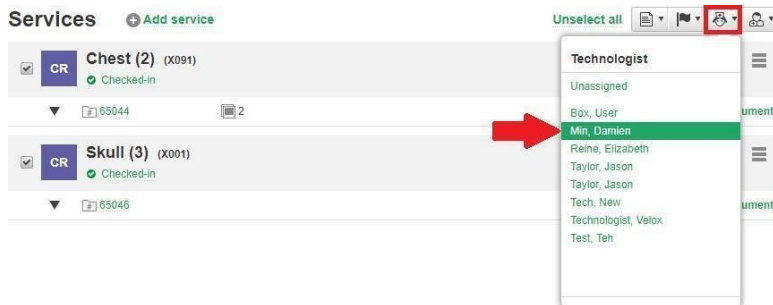 Services
Add service
Unselect all
Chest (2) (X091)
CR
Checked-in
# 65044
2
ument
Skull (3) (X001)
CR
Checked-in
# 65046
ument
Technologist
Unassigned
Box, User
Min, Damien
Reine, Elizabeth
Taylor, Jason
Taylor, Jason
Tech, New
Technologist, Velox
Test, Teh